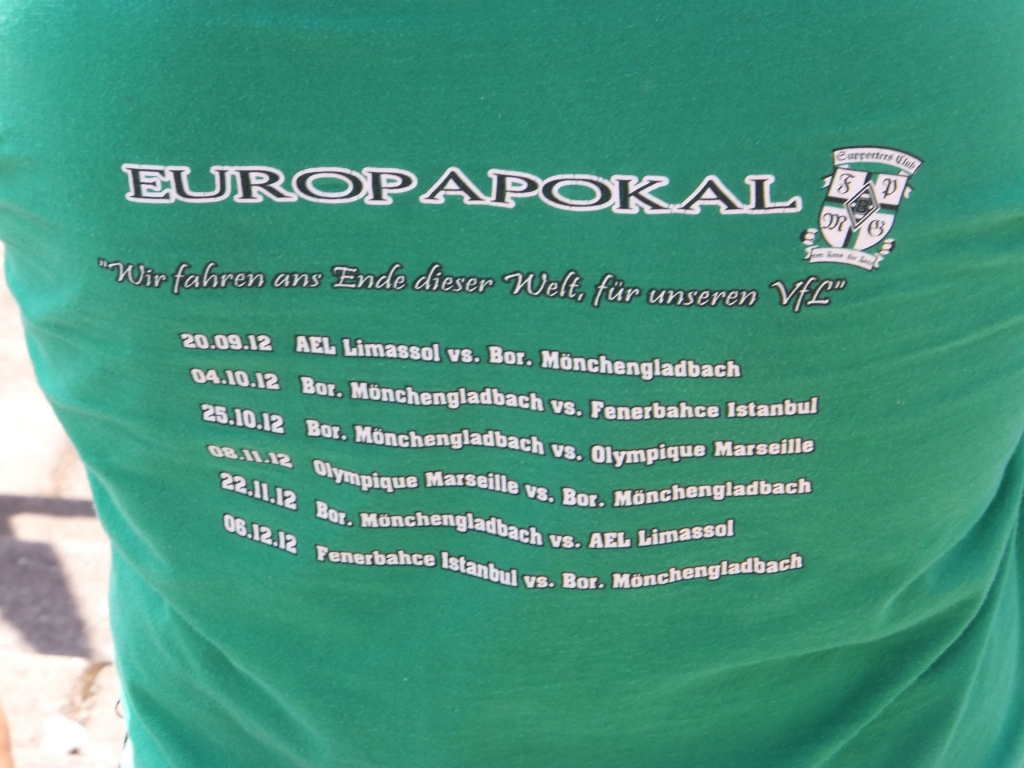 EUROPAPOKAL
Supporters Club
F P
M G
"Wir fahren ans Ende dieser Welt, für unseren VfL"
20.09.12 AEL Limassol vs. Bor. Mönchengladbach
04.10.12 Bor. Mönchengladbach vs. Fenerbahce Istanbul
25.10.12 Bor. Mönchengladbach vs. Olympique Marseille
08.11.12 Olympique Marseille vs. Bor. Mönchengladbach
22.11.12 Bor. Mönchengladbach vs. AEL Limassol
06.12.12 Fenerbahce Istanbul vs. Bor. Mönchengladbach